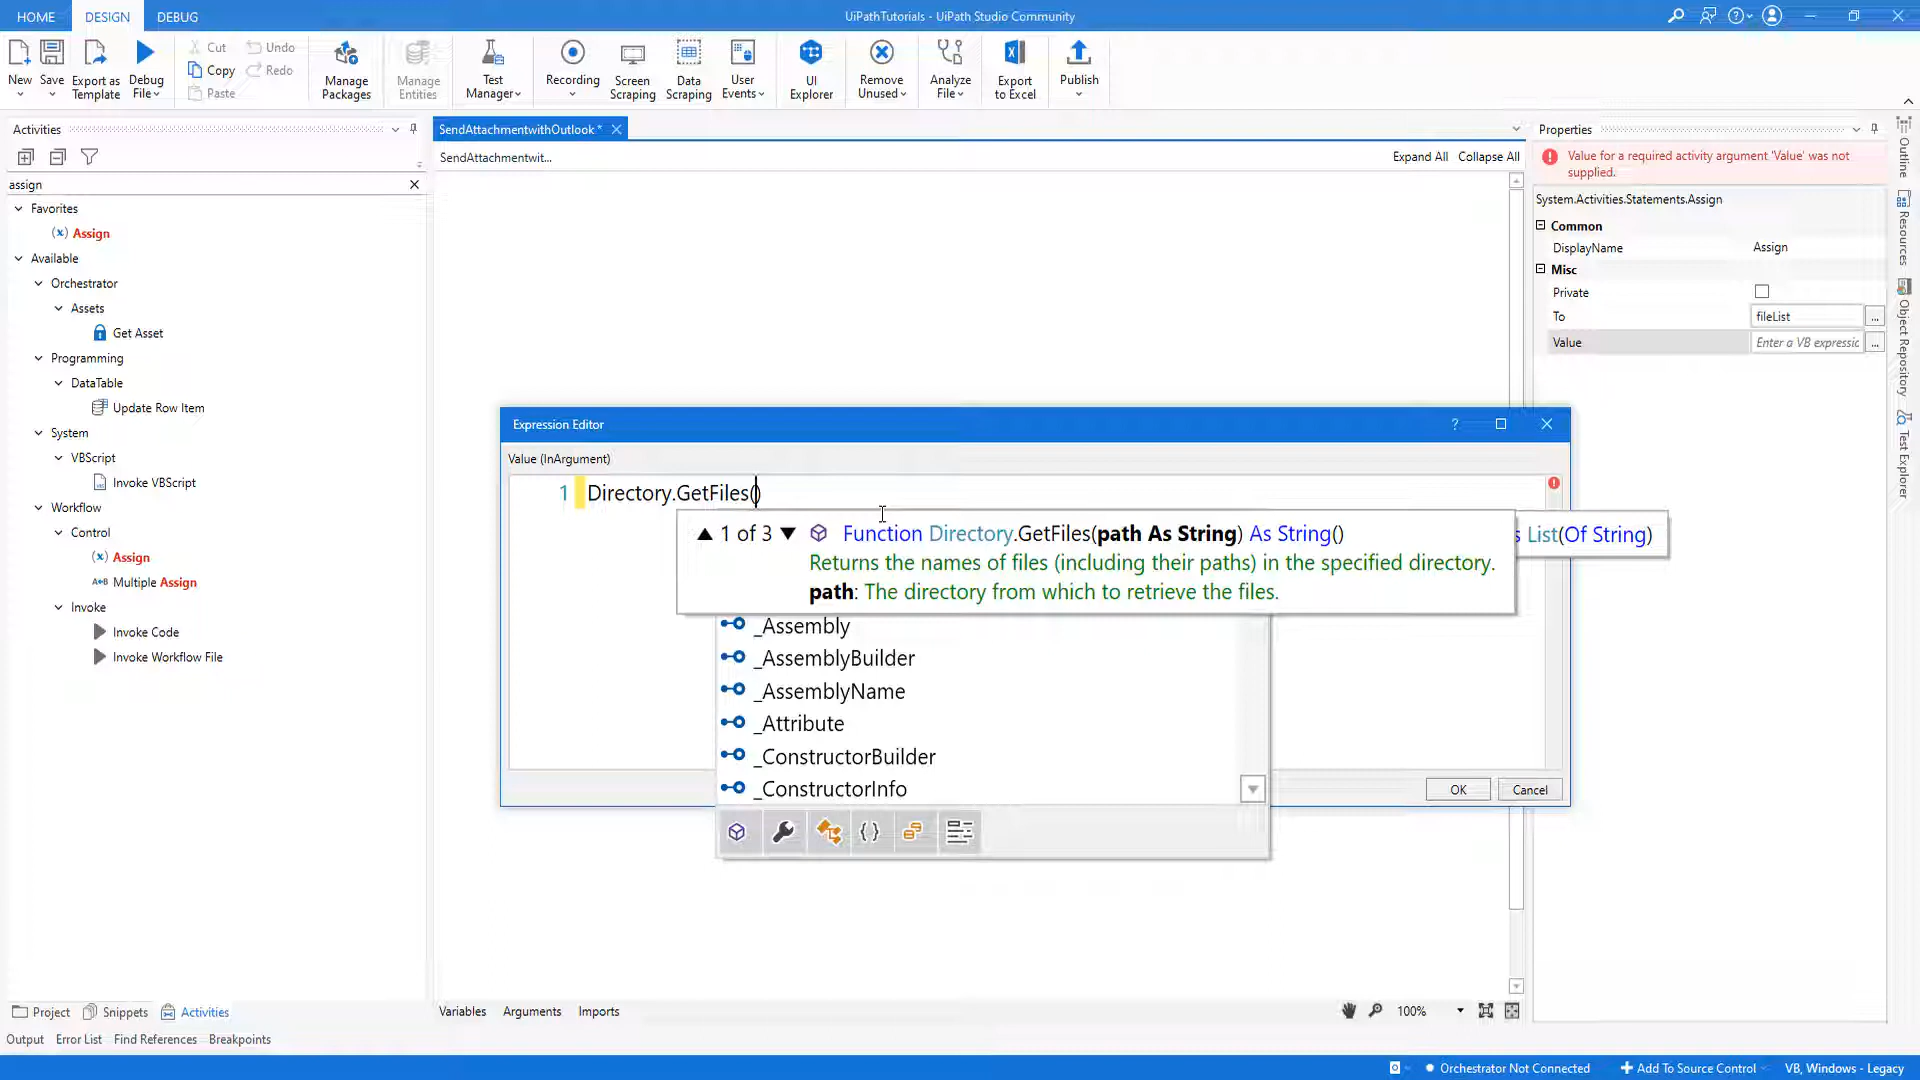 HOME DESIGN DEBUG UiPathTutorials - UiPath Studio Community
New Save Export as Template Debug File Cut Copy Paste Undo Redo Manage Packages Manage Entities Test Manager Recording Screen Scraping Data Scraping User Events UI Explorer Remove Unused Analyze File Export to Excel Publish
Activities
assign
Favorites
(x) Assign
Available
Orchestrator
Assets
Get Asset
Programming
DataTable
Update Row Item
System
VBScript
Invoke VBScript
Workflow
Control
(x) Assign
A+B Multiple Assign
Invoke
Invoke Code
Invoke Workflow File
Project Snippets Activities
SendAttachmentwithOutlook *
SendAttachmentwit... Expand All Collapse All
Expression Editor ?
Value (InArgument)
1 Directory.GetFiles()
1 of 3 Function Directory.GetFiles(path As String) As String()
List(Of String)
Returns the names of files (including their paths) in the specified directory.
path: The directory from which to retrieve the files.
_Assembly
_AssemblyBuilder
_AssemblyName
_Attribute
_ConstructorBuilder
_ConstructorInfo
{ }
OK Cancel
Variables Arguments Imports 100%
Properties
Value for a required activity argument 'Value' was not
supplied.
System.Activities.Statements.Assign
Common
DisplayName Assign
Misc
Private
To fileList ...
Value Enter a VB expressic ...
Outline
Resources
Object Repository
Test Explorer
Output Error List Find References Breakpoints
Orchestrator Not Connected Add To Source Control VB, Windows - Legacy